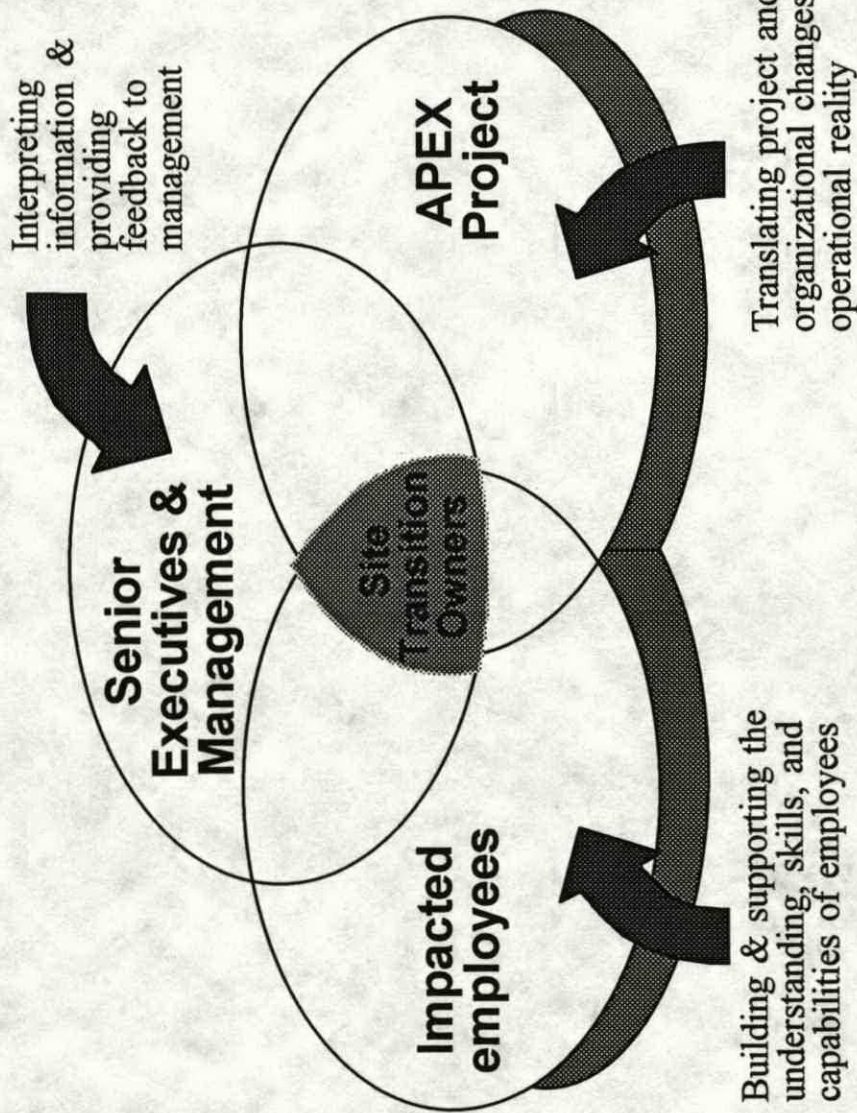 Interpreting
information &
providing
feedback to
management
Senior
Executives &
Management
Site
Transition
Owners
Impacted
employees
APEX
Project
Building & supporting the
understanding, skills, and
capabilities of employees
Translating project and
organizational changes
operational reality